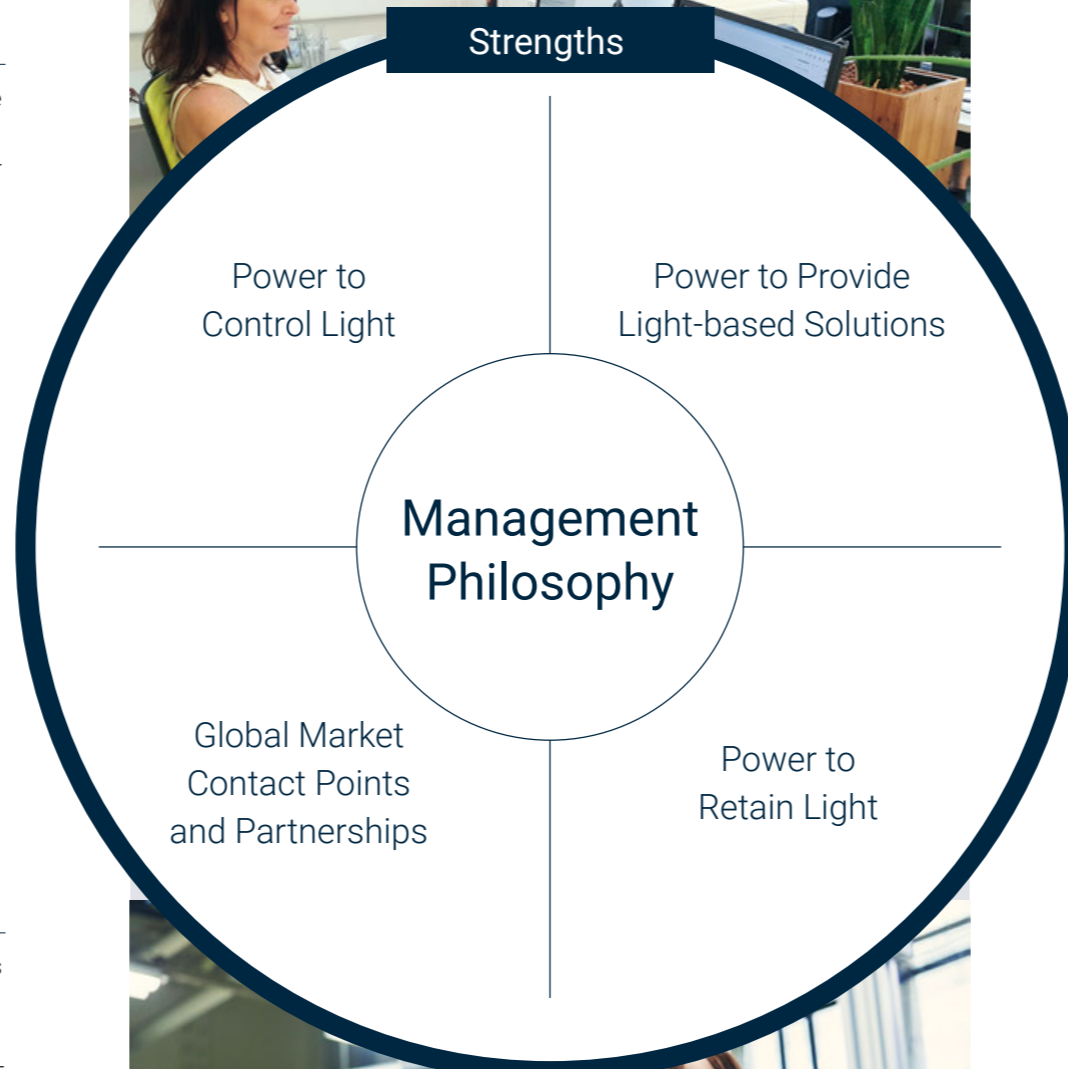 Strengths
Power to
Control Light
Power to Provide
Light-based Solutions
Management
Philosophy
Global Market
Contact Points
and Partnerships
Power to
Retain Light